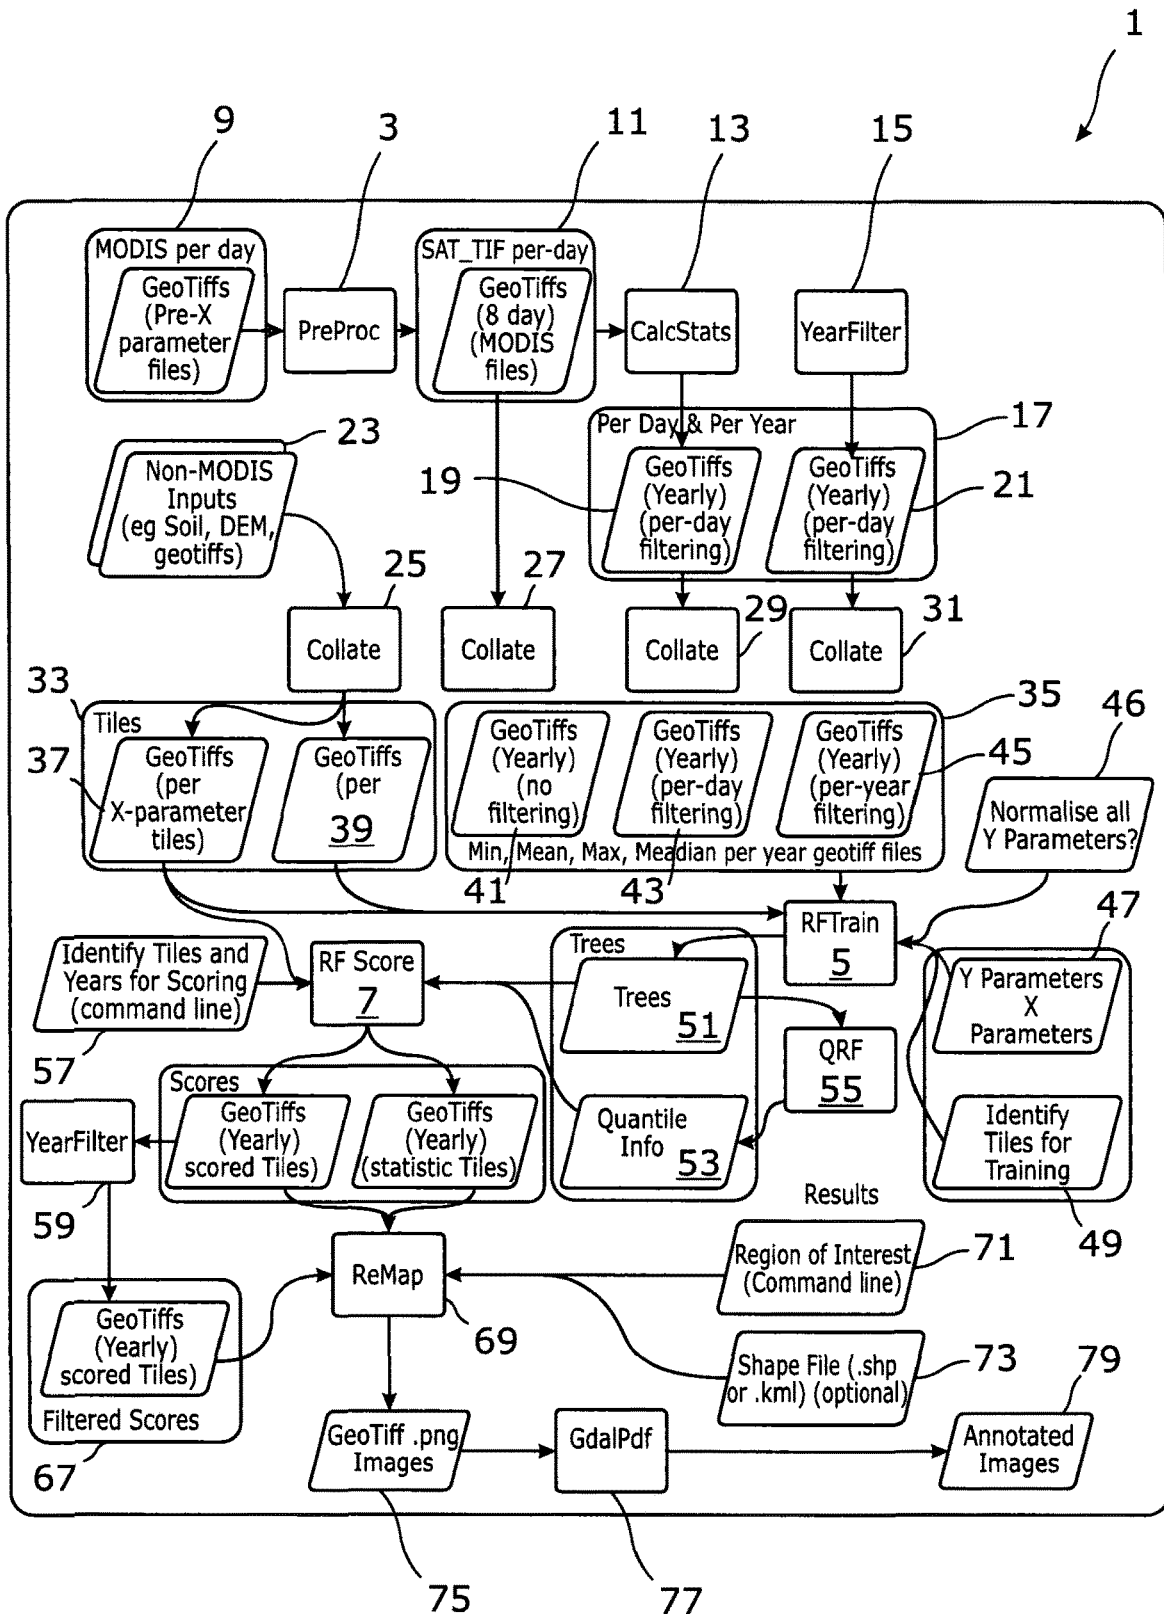 1
9
3
11
13
15
MODIS per day
GeoTiffs
(Pre-X
parameter
files)
PreProc
SAT_TIF per-day
GeoTiffs
(8 day)
(MODIS
files)
CalcStats
YearFilter
23
Non-MODIS
Inputs
(eg Soil, DEM,
geotiffs)
Per Day & Per Year
17
19
GeoTiffs
(Yearly)
(per-day
filtering)
GeoTiffs
(Yearly)
(per-day
filtering)
21
25
27
29
31
Collate
Collate
Collate
Collate
33
Tiles
37
GeoTiffs
(per
X-parameter
tiles)
GeoTiffs
(per
39
35
GeoTiffs
(Yearly)
(no
filtering)
GeoTiffs
(Yearly)
(per-day
filtering)
GeoTiffs
(Yearly)
(per-year
filtering)
45
Min, Mean, Max, Meadian per year geotiff files
41
43
46
Normalise all
Y Parameters?
RFTrain
5
47
Y Parameters
X
Parameters
Identify Tiles and
Years for Scoring
(command line)
57
RF Score
7
Trees
Trees
51
QRF
55
Quantile
Info
53
Identify
Tiles for
Training
49
Scores
GeoTiffs
(Yearly)
scored Tiles)
GeoTiffs
(Yearly)
(statistic Tiles)
YearFilter
59
Results
Region of Interest
(Command line)
71
ReMap
69
GeoTiffs
(Yearly)
scored Tiles)
Filtered Scores
67
Shape File (.shp
or .kml) (optional)
73
79
GeoTiff .png
Images
75
GdalPdf
77
Annotated
Images